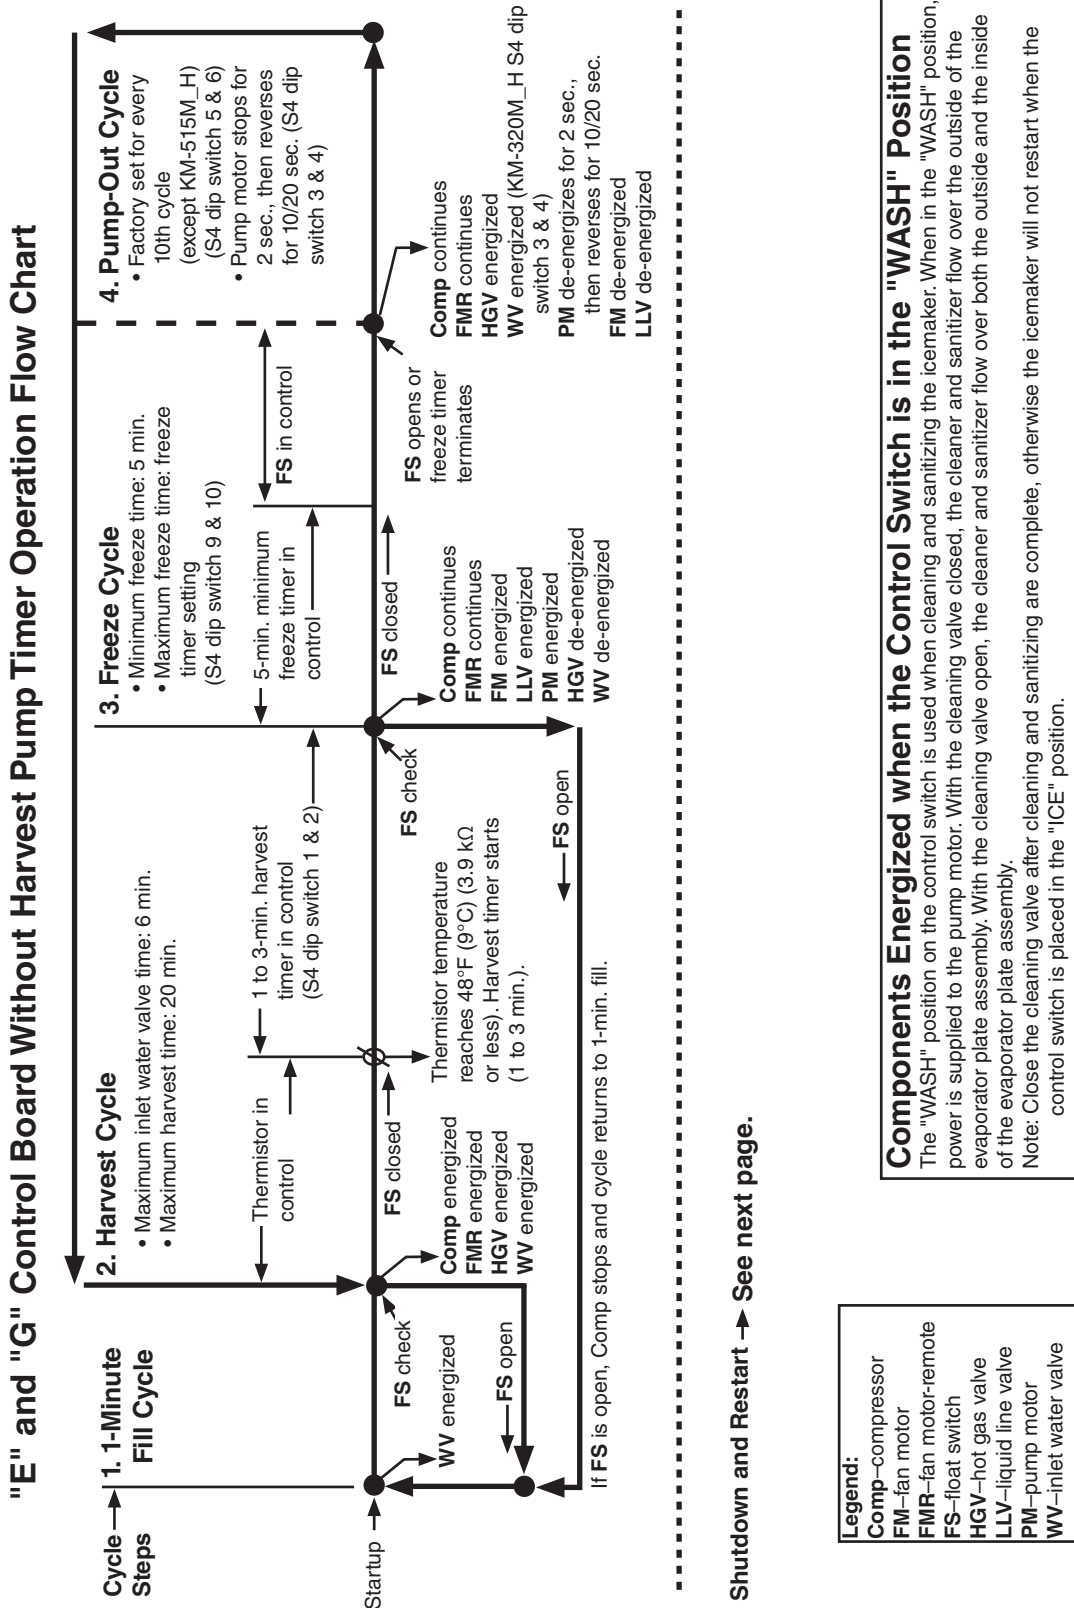 "E" and "G" Control Board Without Harvest Pump Timer Operation Flow Chart
Cycle
Steps
1. 1-Minute
Fill Cycle
2. Harvest Cycle
• Maximum inlet water valve time: 6 min.
• Maximum harvest time: 20 min.
3. Freeze Cycle
• Minimum freeze time: 5 min.
• Maximum freeze time: freeze
timer setting
(S4 dip switch 9 & 10)
4. Pump-Out Cycle
• Factory set for every
10th cycle
(except KM-515M_H)
(S4 dip switch 5 & 6)
• Pump motor stops for
2 sec., then reverses
for 10/20 sec. (S4 dip
switch 3 & 4)
Thermistor in
control
1 to 3-min. harvest
timer in control
(S4 dip switch 1 & 2)
5-min. minimum
freeze timer in
control
FS in control
Startup
FS check
FS closed
FS check
FS closed
FS opens or
freeze timer
terminates
WV energized
FS open
Comp energized
FMR energized
HGV energized
WV energized
Thermistor temperature
reaches 48°F (9°C) (3.9 kΩ
or less). Harvest timer starts
(1 to 3 min.).
Comp continues
FMR continues
FM energized
LLV energized
PM energized
HGV de-energized
WV de-energized
Comp continues
FMR continues
HGV energized
WV energized (KM-320M_H S4 dip
switch 3 & 4)
PM de-energizes for 2 sec.,
then reverses for 10/20 sec.
FM de-energized
LLV de-energized
FS open
If FS is open, Comp stops and cycle returns to 1-min. fill.
Shutdown and Restart See next page.
Legend:
Comp–compressor
FM–fan motor
FMR–fan motor-remote
FS–float switch
HGV–hot gas valve
LLV–liquid line valve
PM–pump motor
WV–inlet water valve
Components Energized when the Control Switch is in the "WASH" Position
The "WASH" position on the control switch is used when cleaning and sanitizing the icemaker. When in the "WASH" position,
power is supplied to the pump motor. With the cleaning valve closed, the cleaner and sanitizer flow over the outside of the
evaporator plate assembly. With the cleaning valve open, the cleaner and sanitizer flow over both the outside and the inside
of the evaporator plate assembly.
Note: Close the cleaning valve after cleaning and sanitizing are complete, otherwise the icemaker will not restart when the
control switch is placed in the "ICE" position.